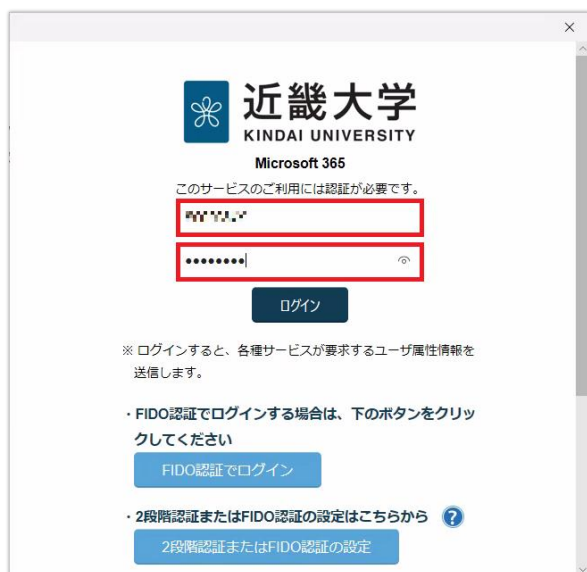 近畿大学
KINDAI UNIVERSITY
Microsoft 365
このサービスのご利用には認証が必要です。
ログイン
※ ログインすると、各種サービスが要求するユーザ属性情報を
送信します。
・FIDO認証でログインする場合は、下のボタンをクリッ
クしてください
FIDO認証でログイン
・2段階認証またはFIDO認証の設定はこちらから ?
2段階認証またはFIDO認証の設定